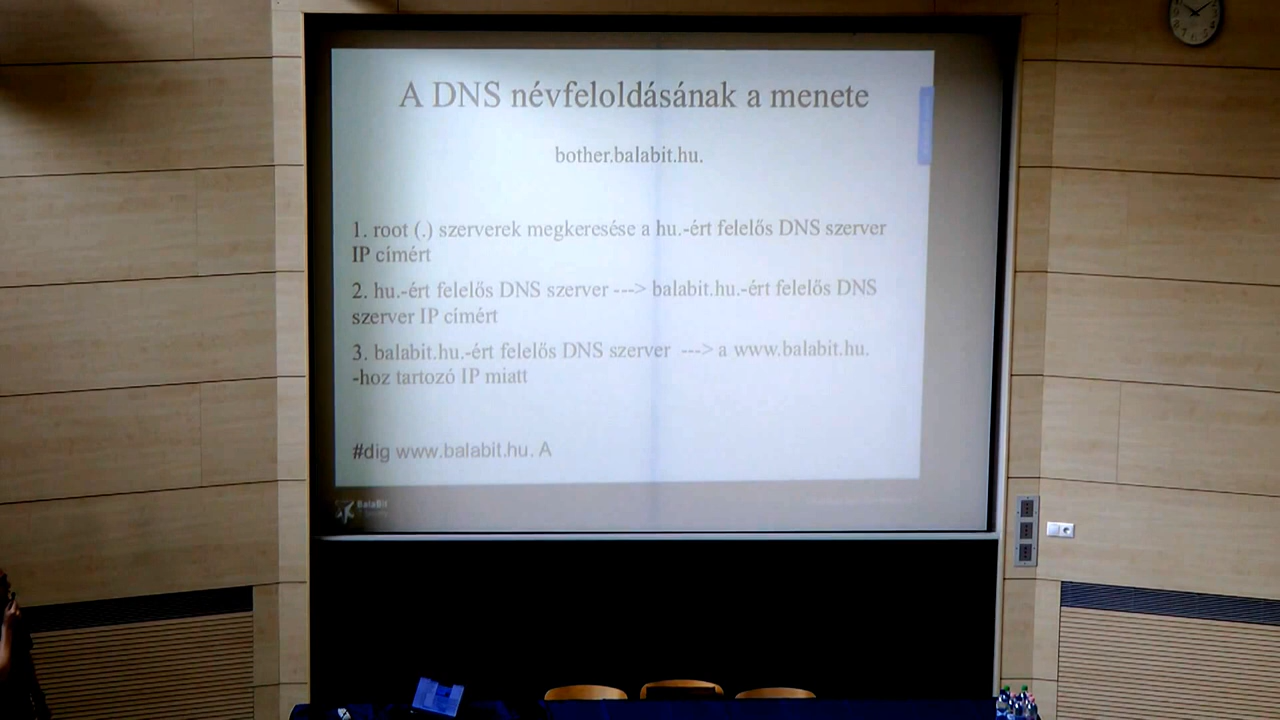 A DNS névfeloldásának a menete
bother.balabit.hu.
1. root (.) szerverek megkeresése a hu.-ért felelős DNS szerver
IP címért
2. hu.-ért felelős DNS szerver ---> balabit.hu.-ért felelős DNS
szerver IP címért
3. balabit.hu.-ért felelős DNS szerver ---> a www.balabit.hu.
-hoz tartozó IP miatt
#dig www.balabit.hu. A
BalaBit